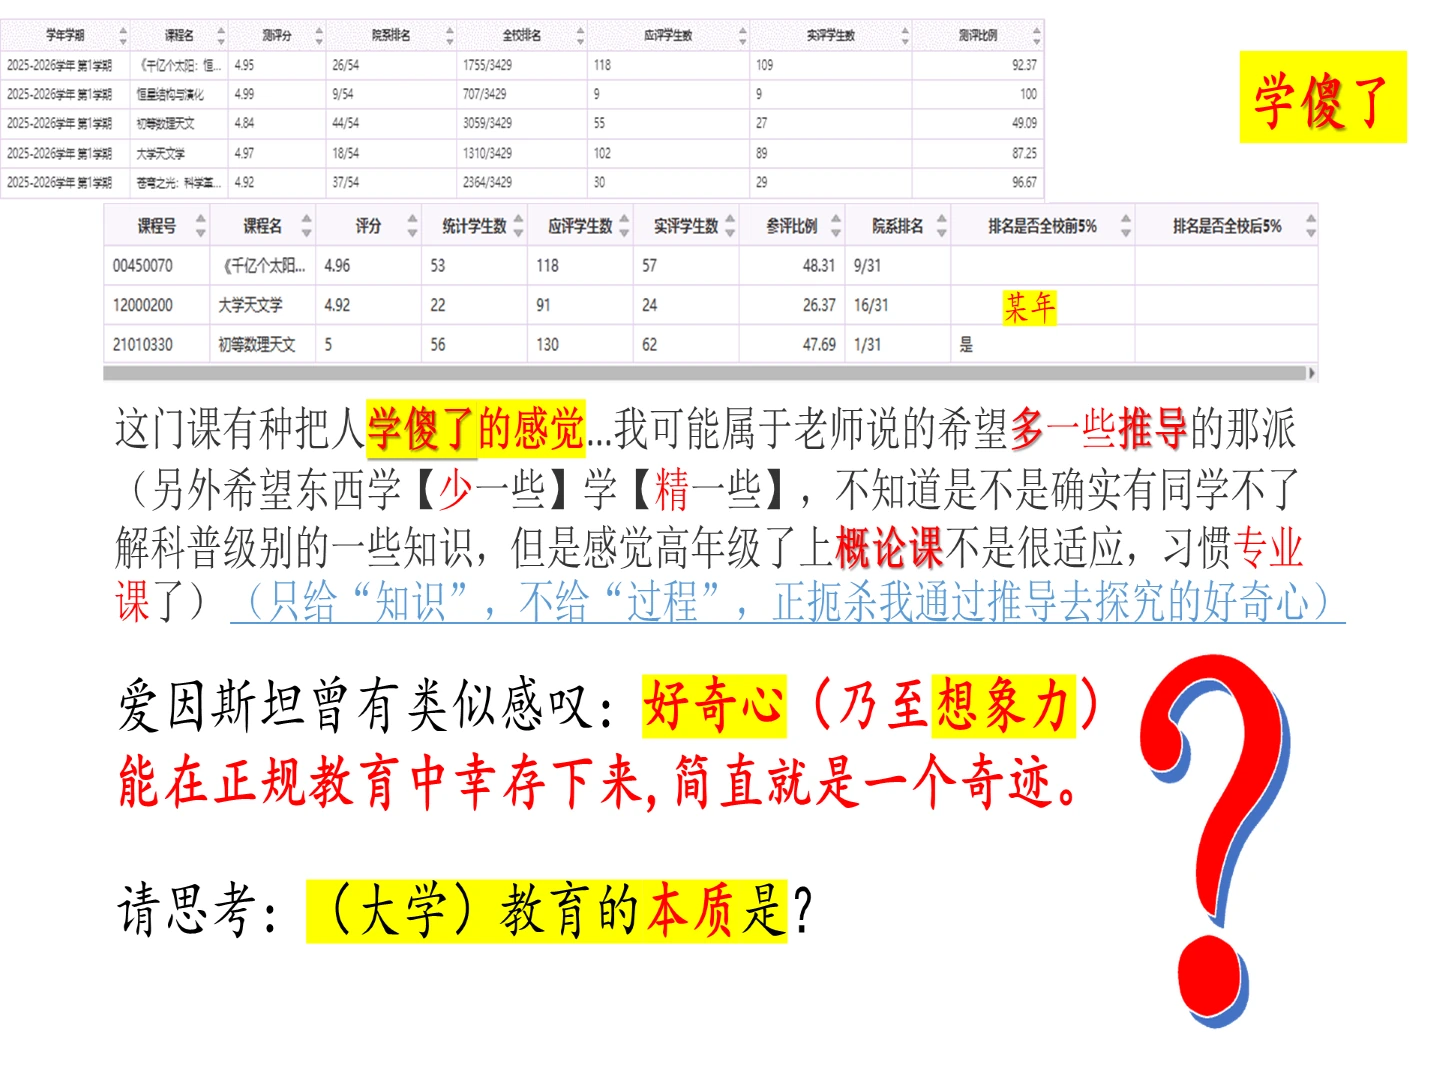 学年学期 课程名 测评分 院系排名 全校排名 应评学生数 实评学生数 测评比例
2025-2026学年 第1学期 《千亿个太阳：恒... 4.95 26/54 1755/3429 118 109 92.37
2025-2026学年 第1学期 恒星结构与演化 4.99 9/54 707/3429 9 9 100
2025-2026学年 第1学期 初等数理天文 4.84 44/54 3059/3429 55 27 49.09
2025-2026学年 第1学期 大学天文学 4.97 18/54 1310/3429 102 89 87.25
2025-2026学年 第1学期 苍穹之光：科学革... 4.92 37/54 2364/3429 30 29 96.67
学傻了
课程号 课程名 评分 统计学生数 应评学生数 实评学生数 参评比例 院系排名 排名是否全校前5% 排名是否全校后5%
00450070 《千亿个太阳... 4.96 53 118 57 48.31 9/31
12000200 大学天文学 4.92 22 91 24 26.37 16/31 某年
21010330 初等数理天文 5 56 130 62 47.69 1/31 是
这门课有种把人学傻了的感觉...我可能属于老师说的希望多一些推导的那派
（另外希望东西学【少一些】学【精一些】，不知道是不是确实有同学不了
解科普级别的一些知识，但是感觉高年级了上概论课不是很适应，习惯专业
课了）（只给“知识”，不给“过程”，正扼杀我通过推导去探究的好奇心）
爱因斯坦曾有类似感叹：好奇心（乃至想象力）
能在正规教育中幸存下来,简直就是一个奇迹。
请思考：（大学）教育的本质是？
?